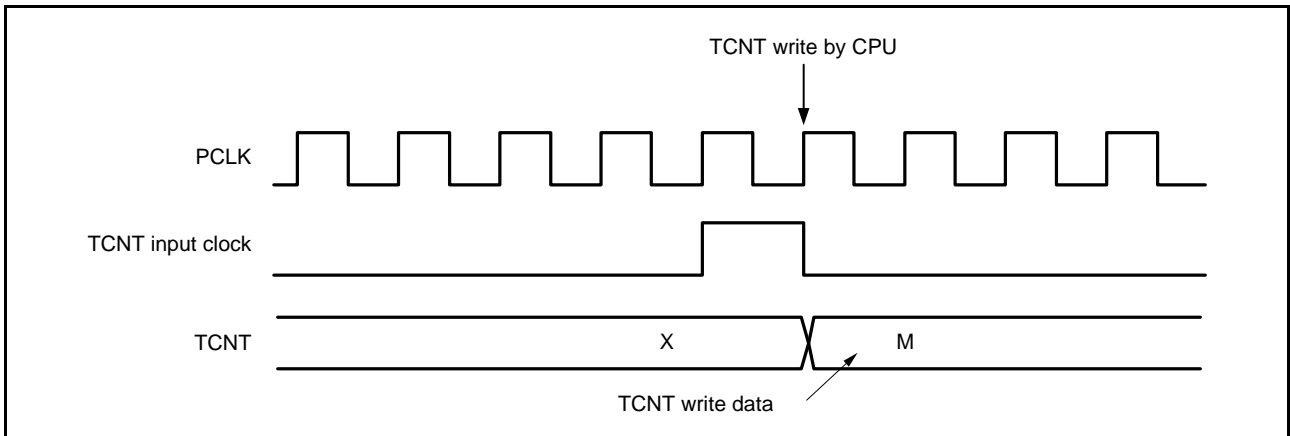 TCNT write by CPU
PCLK
TCNT input clock
TCNT
X
M
TCNT write data